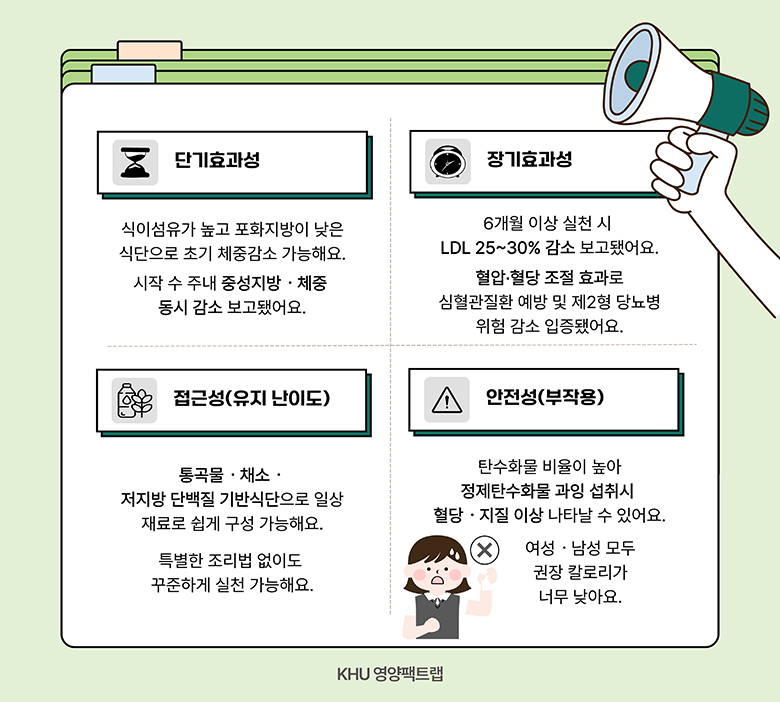 단기효과성
식이섬유가 높고 포화지방이 낮은
식단으로 초기 체중감소 가능해요.
시작 수 주내 중성지방 · 체중
동시 감소 보고됐어요.
장기효과성
6개월 이상 실천 시
LDL 25~30% 감소 보고됐어요.
혈압·혈당 조절 효과로
심혈관질환 예방 및 제2형 당뇨병
위험 감소 입증됐어요.
접근성(유지 난이도)
통곡물 · 채소 ·
저지방 단백질 기반식단으로 일상
재료로 쉽게 구성 가능해요.
특별한 조리법 없이도
꾸준하게 실천 가능해요.
안전성(부작용)
탄수화물 비율이 높아
정제탄수화물 과잉 섭취시
혈당 · 지질 이상 나타날 수 있어요.
여성 · 남성 모두
권장 칼로리가
너무 낮아요.
KHU 영양팩트랩